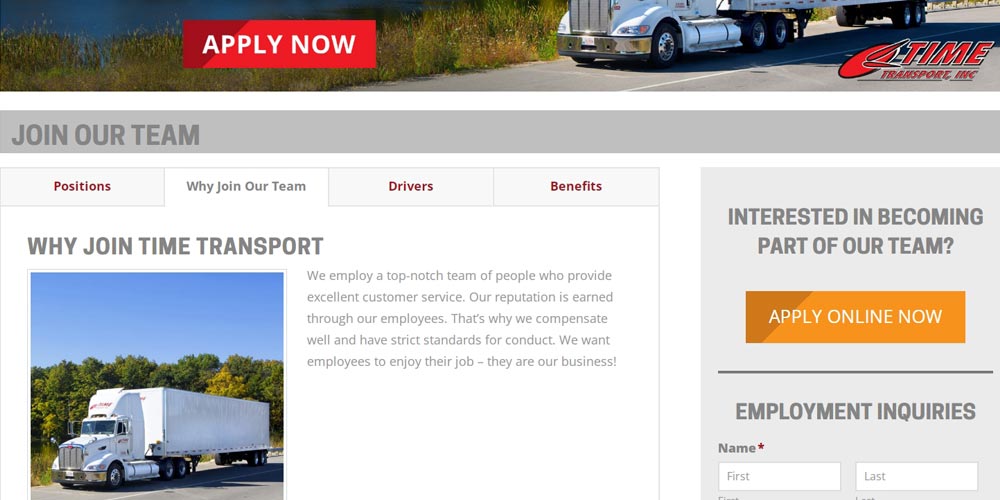 APPLY NOW
TIME
TRANSPORT, INC
JOIN OUR TEAM
Positions
Why Join Our Team
Drivers
Benefits
WHY JOIN TIME TRANSPORT
We employ a top-notch team of people who provide
excellent customer service. Our reputation is earned
through our employees. That’s why we compensate
well and have strict standards for conduct. We want
employees to enjoy their job – they are our business!
TIME
INTERESTED IN BECOMING
PART OF OUR TEAM?
APPLY ONLINE NOW
EMPLOYMENT INQUIRIES
Name*
First
Last
First
Last